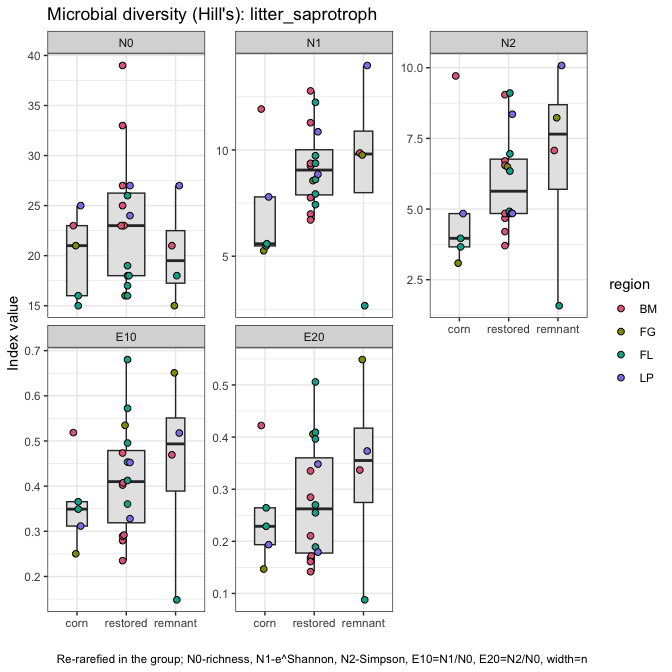 Microbial diversity (Hill's): litter_saprotroph
N0
N1
N2
40
35
30
25
20
15
10
5
10.0
7.5
5.0
2.5
corn restored remnant
Index value
region
BM
FG
FL
LP
E10
E20
0.7
0.6
0.5
0.4
0.3
0.2
0.5
0.4
0.3
0.2
0.1
corn restored remnant
corn restored remnant
Re-rarefied in the group; N0-richness, N1-e^Shannon, N2-Simpson, E10=N1/N0, E20=N2/N0, width=n